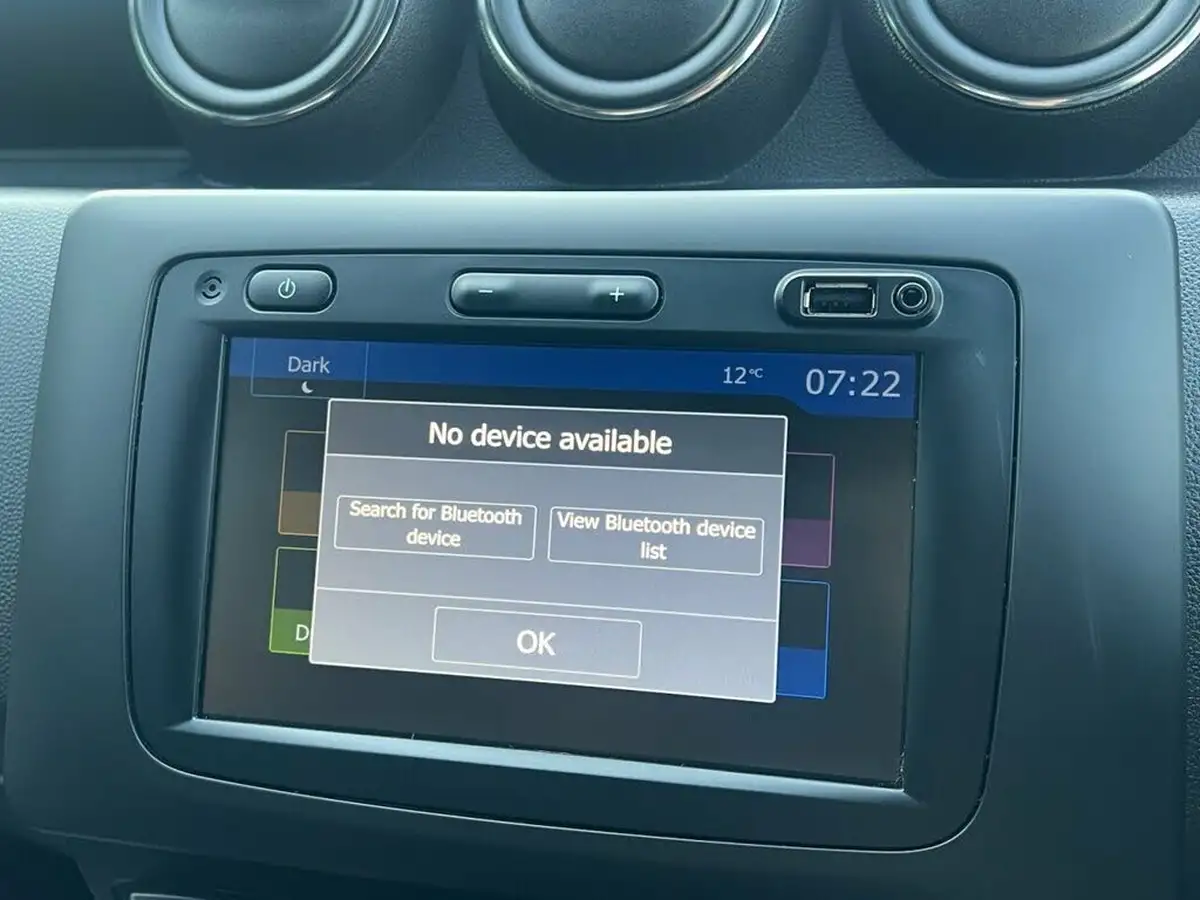 Dark
12°C
07:22
No device available
Search for Bluetooth
device
View Bluetooth device
list
OK